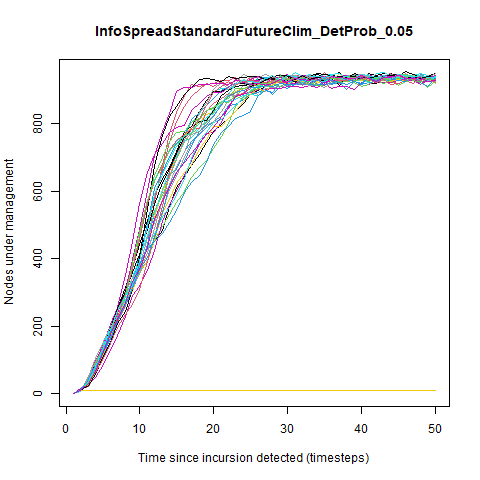 InfoSpreadStandardFutureClim_DetProb_0.05
Nodes under management
800
600
400
200
0
0 10 20 30 40 50
Time since incursion detected (timesteps)